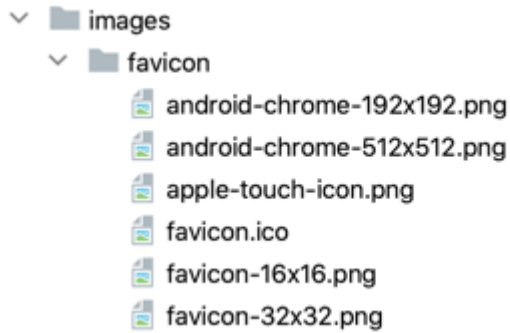 images
favicon
android-chrome-192x192.png
android-chrome-512x512.png
apple-touch-icon.png
favicon.ico
favicon-16x16.png
favicon-32x32.png